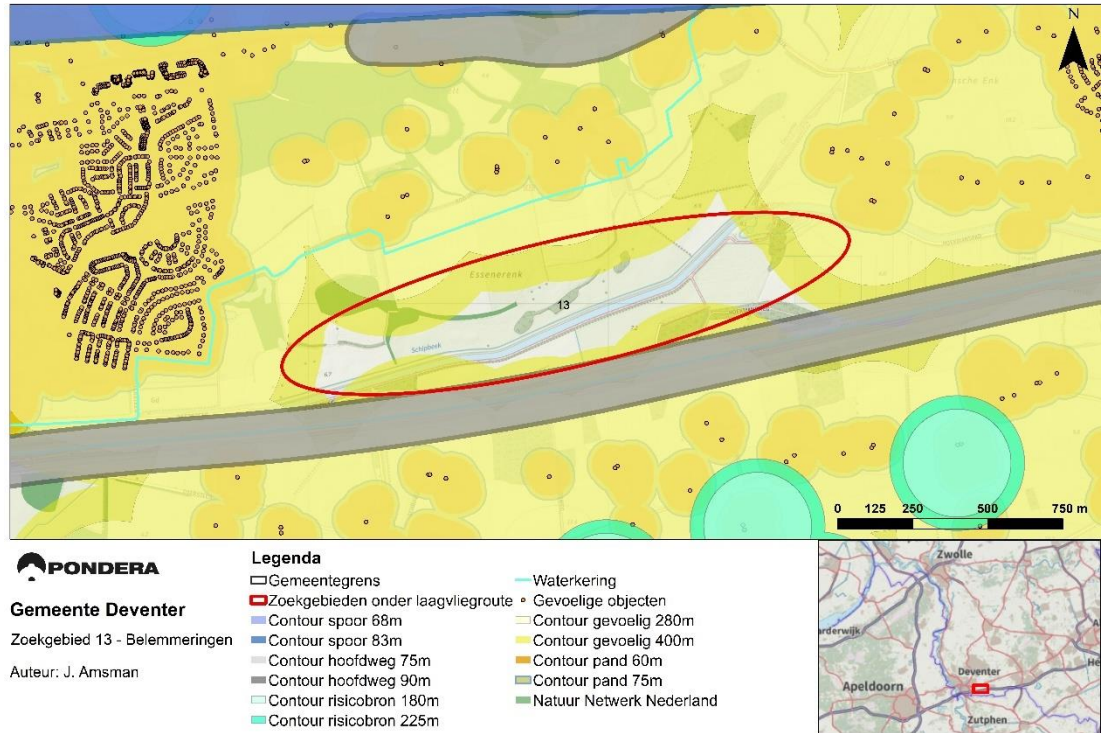 N
Essenerenk
13
Schipbeek
6.7
0 125 250 500 750 m
PONDERA
Gemeente Deventer
Zoekgebied 13 - Belemmeringen
Auteur: J. Amsman
Legenda
Gemeentegrens
Zoekgebieden onder laagvliegroute
Contour spoor 68m
Contour spoor 83m
Contour hoofdweg 75m
Contour hoofdweg 90m
Contour risicobron 180m
Contour risicobron 225m
Waterkering
Gevoelige objecten
Contour gevoelig 280m
Contour gevoelig 400m
Contour pand 60m
Contour pand 75m
Natuur Netwerk Nederland
Zwolle
arderwijk
Deventer
Apeldoorn
Zutphen